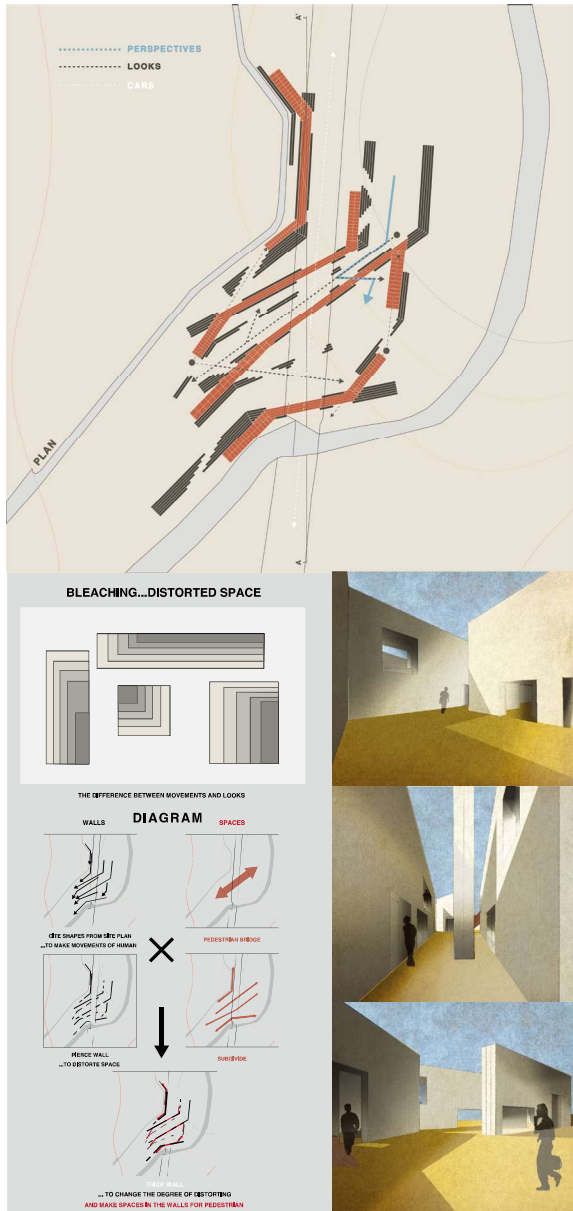 A'
PERSPECTIVES
LOOKS
CARS
PLAN
A
BLEACHING...DISTORTED SPACE
THE DIFFERENCE BETWEEN MOVEMENTS AND LOOKS
DIAGRAM
WALLS
SPACES
CITE SHAPES FROM SITE PLAN
...TO MAKE MOVEMENTS OF HUMAN
PEDESTRIAN BRIDGE
PIERCE WALL
...TO DISTORTE SPACE
SUBDIVIDE
THICK WALL
... TO CHANGE THE DEGREE OF DISTORTING
AND MAKE SPACES IN THE WALLS FOR PEDESTRIAN